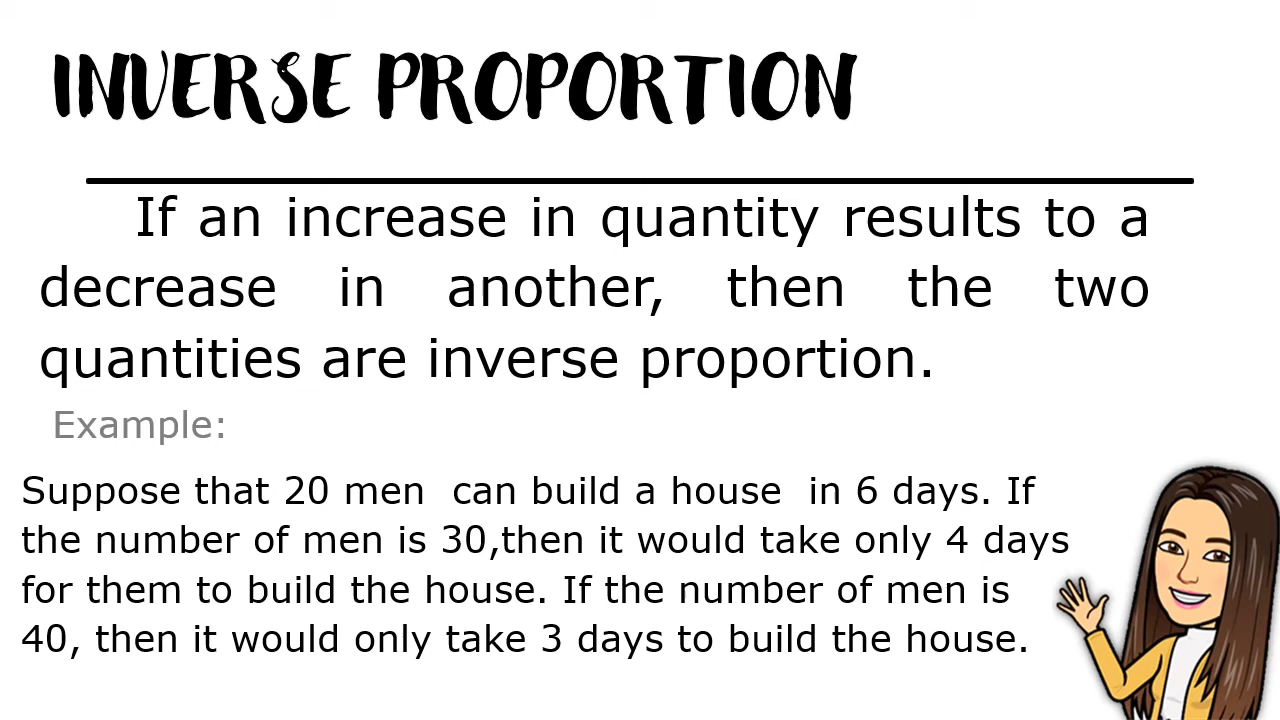 INVERSE PROPORTION
If an increase in quantity results to a
decrease in another, then the two
quantities are inverse proportion.
Example:
Suppose that 20 men can build a house in 6 days. If
the number of men is 30,then it would take only 4 days
for them to build the house. If the number of men is
40, then it would only take 3 days to build the house.